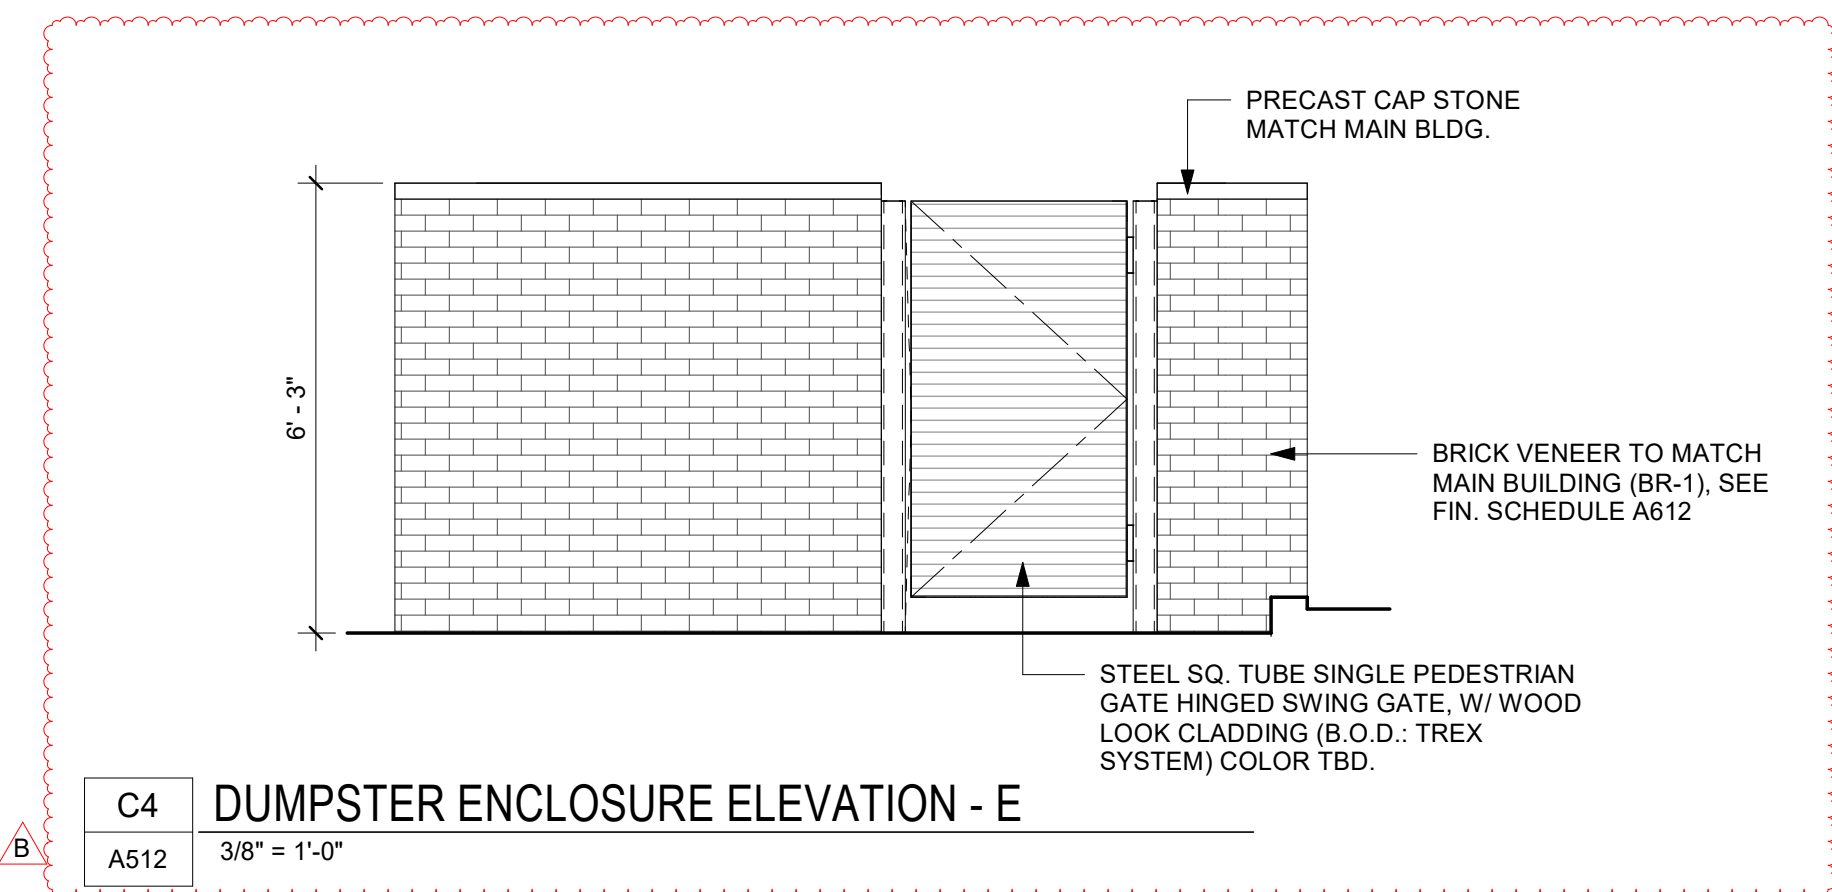 PRECAST CAP STONE
MATCH MAIN BLDG.
6' - 3"
BRICK VENEER TO MATCH
MAIN BUILDING (BR-1), SEE
FIN. SCHEDULE A612
STEEL SQ. TUBE SINGLE PEDESTRIAN
GATE HINGED SWING GATE, W/ WOOD
LOOK CLADDING (B.O.D.: TREX
SYSTEM) COLOR TBD.
C4
DUMPSTER ENCLOSURE ELEVATION - E
B
A512
3/8" = 1'-0"